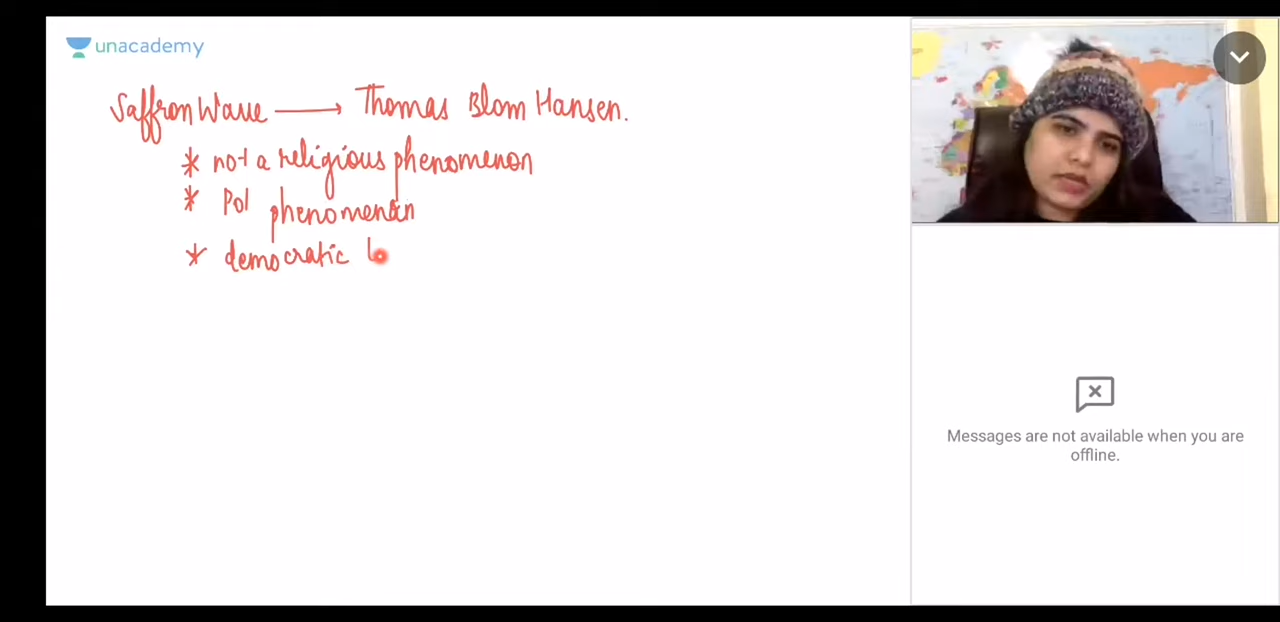 unacademy
Saffron Wave → Thomas Blom Hansen.
* not a religious phenomenon
* Pol phenomenon
* democratic
Messages are not available when you are
offline.